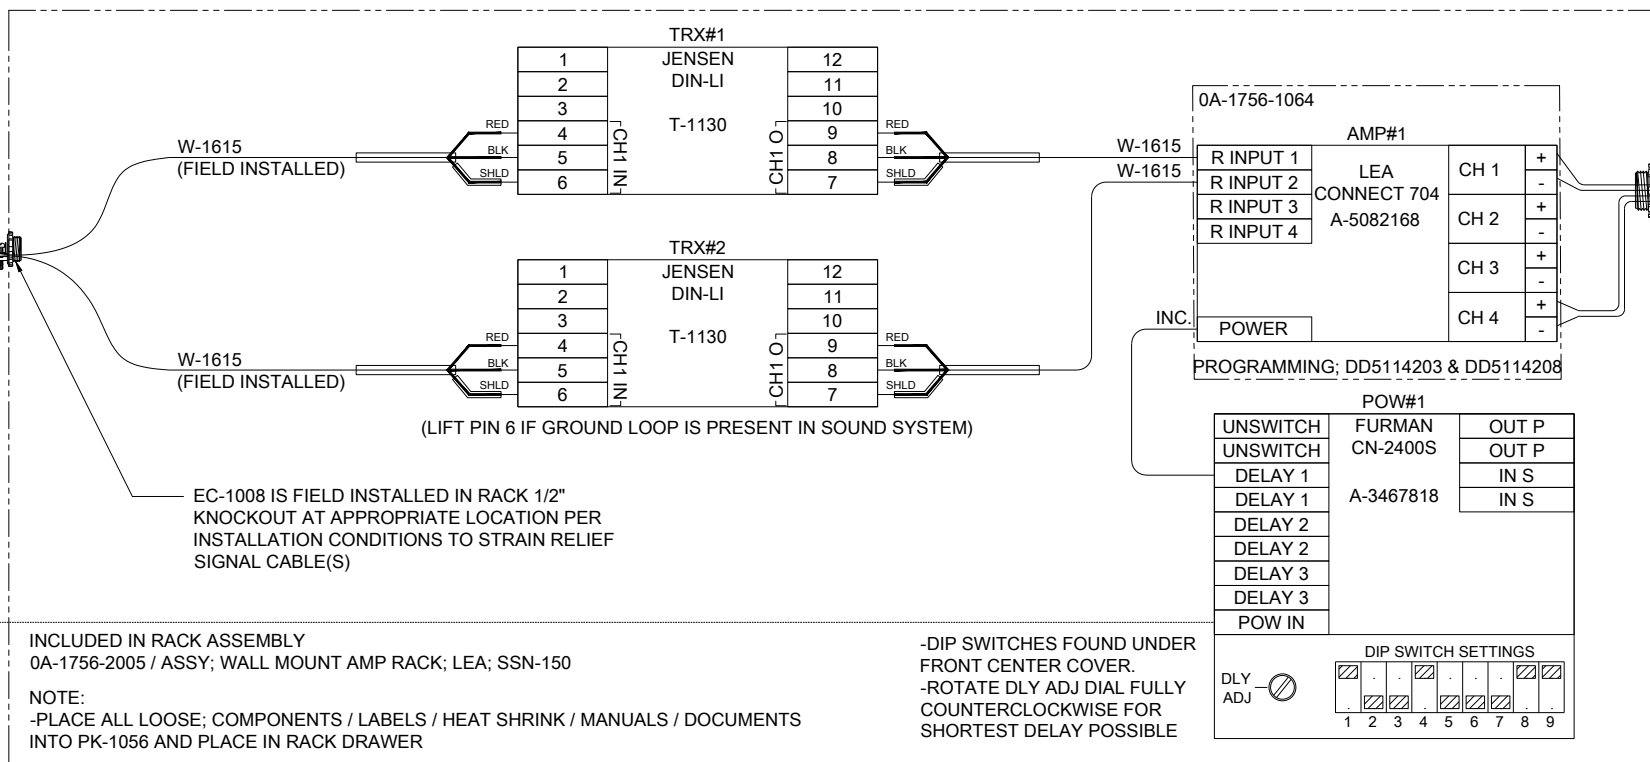 TRX#1
JENSEN
DIN-LI
T-1130
1
2
3
4
5
6
CH1 IN
12
11
10
9
8
7
CH1 O
RED
BLK
SHLD
RED
BLK
SHLD
W-1615
(FIELD INSTALLED)
TRX#2
JENSEN
DIN-LI
T-1130
1
2
3
4
5
6
CH1 IN
12
11
10
9
8
7
CH1 O
RED
BLK
SHLD
RED
BLK
SHLD
W-1615
(FIELD INSTALLED)
(LIFT PIN 6 IF GROUND LOOP IS PRESENT IN SOUND SYSTEM)
W-1615
W-1615
0A-1756-1064
AMP#1
LEA
CONNECT 704
A-5082168
R INPUT 1
R INPUT 2
R INPUT 3
R INPUT 4
POWER
INC.
CH 1
+
-
CH 2
+
-
CH 3
+
-
CH 4
+
-
PROGRAMMING; DD5114203 & DD5114208
POW#1
FURMAN
CN-2400S
A-3467818
UNSWITCH
UNSWITCH
DELAY 1
DELAY 1
DELAY 2
DELAY 2
DELAY 3
DELAY 3
POW IN
OUT P
OUT P
IN S
IN S
EC-1008 IS FIELD INSTALLED IN RACK 1/2"
KNOCKOUT AT APPROPRIATE LOCATION PER
INSTALLATION CONDITIONS TO STRAIN RELIEF
SIGNAL CABLE(S)
INCLUDED IN RACK ASSEMBLY
0A-1756-2005 / ASSY; WALL MOUNT AMP RACK; LEA; SSN-150
NOTE:
-PLACE ALL LOOSE; COMPONENTS / LABELS / HEAT SHRINK / MANUALS / DOCUMENTS
INTO PK-1056 AND PLACE IN RACK DRAWER
-DIP SWITCHES FOUND UNDER
FRONT CENTER COVER.
-ROTATE DLY ADJ DIAL FULLY
COUNTERCLOCKWISE FOR
SHORTEST DELAY POSSIBLE
DLY
ADJ
DIP SWITCH SETTINGS
1 2 3 4 5 6 7 8 9